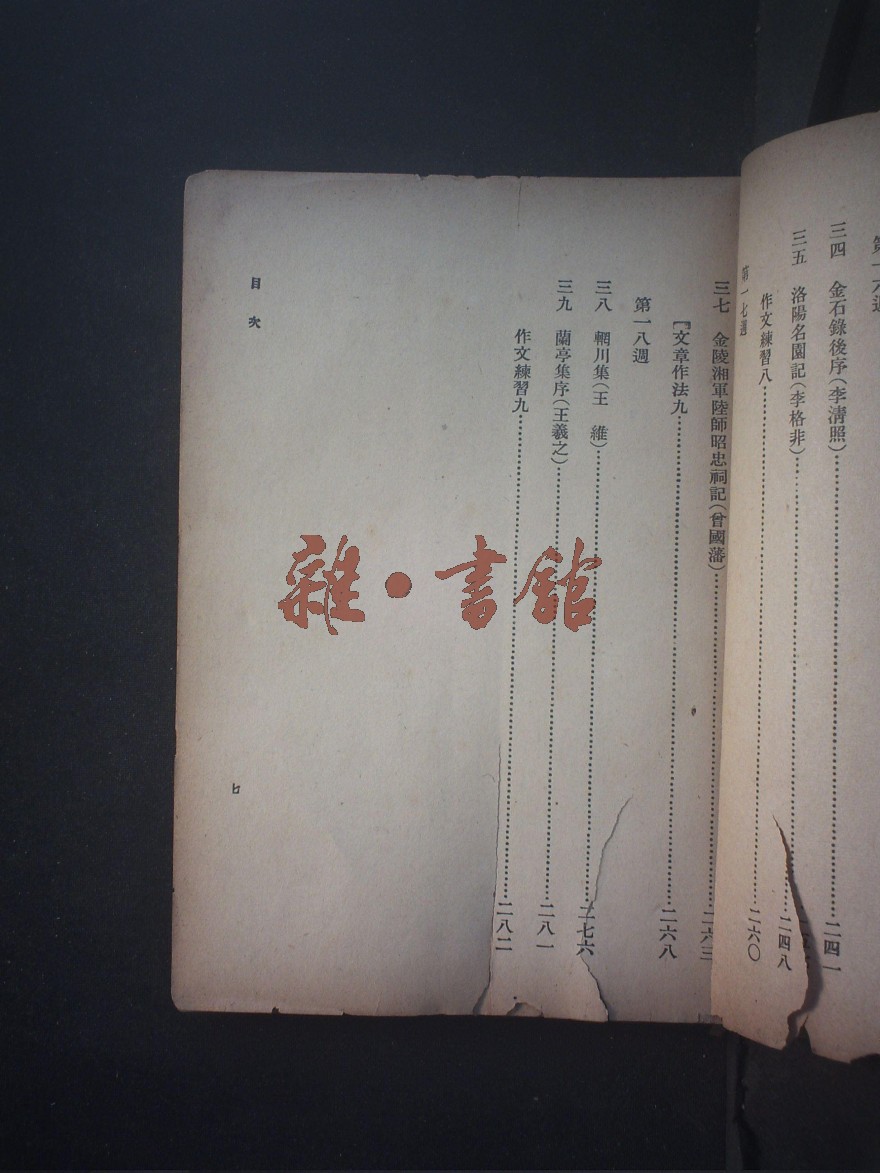 三四 金石錄後序(李淸照)……二四一
三五 洛陽名園記(李格非)……二四八
作文練習八……二六〇
第一七週
三七 金陵湘軍陸師昭忠祠記(曾國藩)……二六三
文章作法九……二六八
第一八週
三八 輞川集(王 維)……二七六
三九 蘭亭集序(王羲之)……二八一
作文練習九……二八二
目次
七
雜·書館